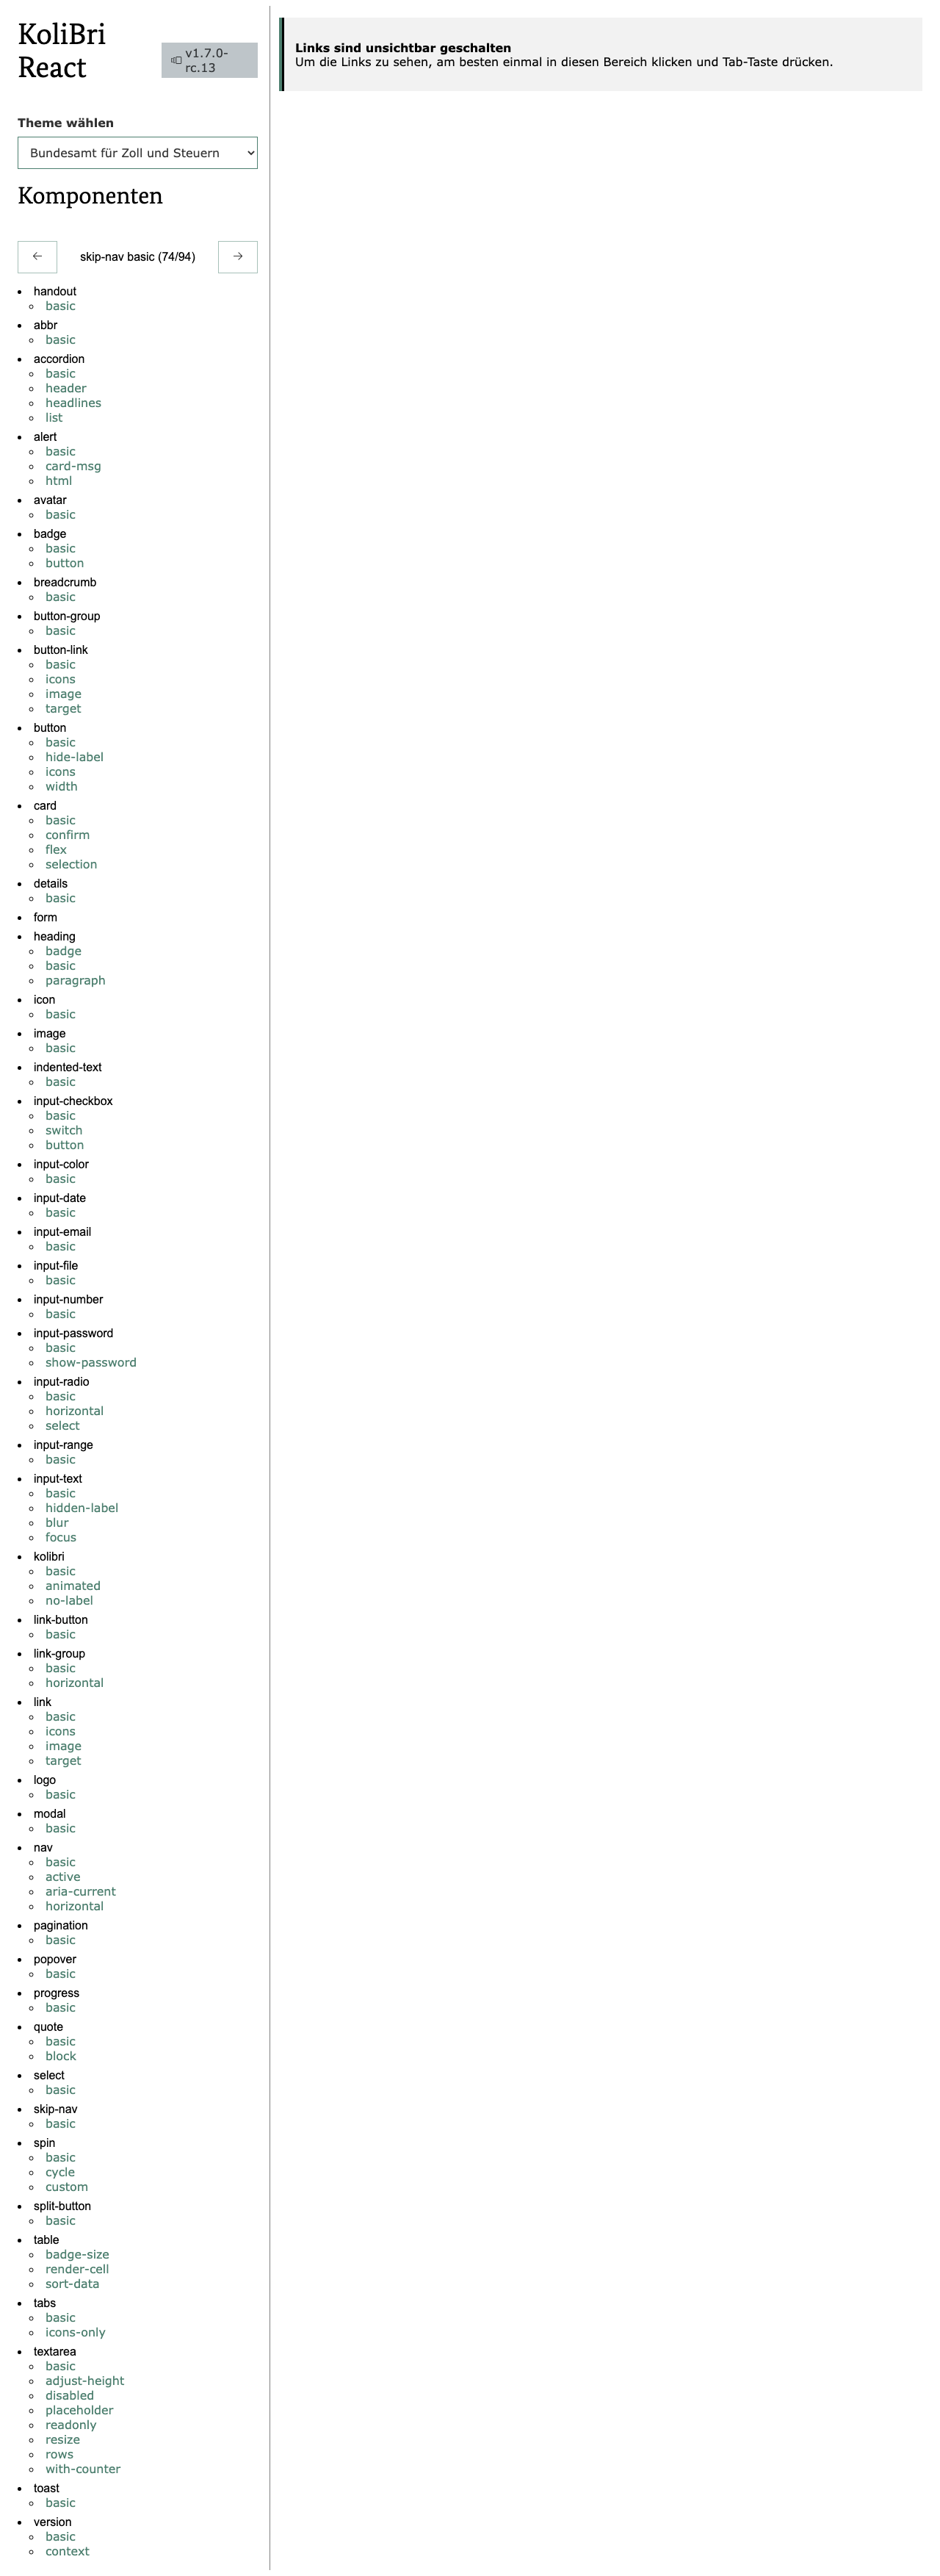 KoliBri
React
v1.7.0-
rc.13
Theme wählen
Bundesamt für Zoll und Steuern
Komponenten
← skip-nav basic (74/94) →
handout
basic
abbr
basic
accordion
basic
header
headlines
list
alert
basic
card-msg
html
avatar
basic
badge
basic
button
breadcrumb
basic
button-group
basic
button-link
basic
icons
image
target
button
basic
hide-label
icons
width
card
basic
confirm
flex
selection
details
basic
form
heading
badge
basic
paragraph
icon
basic
image
basic
indented-text
basic
input-checkbox
basic
switch
button
input-color
basic
input-date
basic
input-email
basic
input-file
basic
input-number
basic
input-password
basic
show-password
input-radio
basic
horizontal
select
input-range
basic
input-text
basic
hidden-label
blur
focus
kolibri
basic
animated
no-label
link-button
basic
link-group
basic
horizontal
link
basic
icons
image
target
logo
basic
modal
basic
nav
basic
active
aria-current
horizontal
pagination
basic
popover
basic
progress
basic
quote
basic
block
select
basic
skip-nav
basic
spin
basic
cycle
custom
split-button
basic
table
badge-size
render-cell
sort-data
tabs
basic
icons-only
textarea
basic
adjust-height
disabled
placeholder
readonly
resize
rows
with-counter
toast
basic
version
basic
context
Links sind unsichtbar geschalten
Um die Links zu sehen, am besten einmal in diesen Bereich klicken und Tab-Taste drücken.